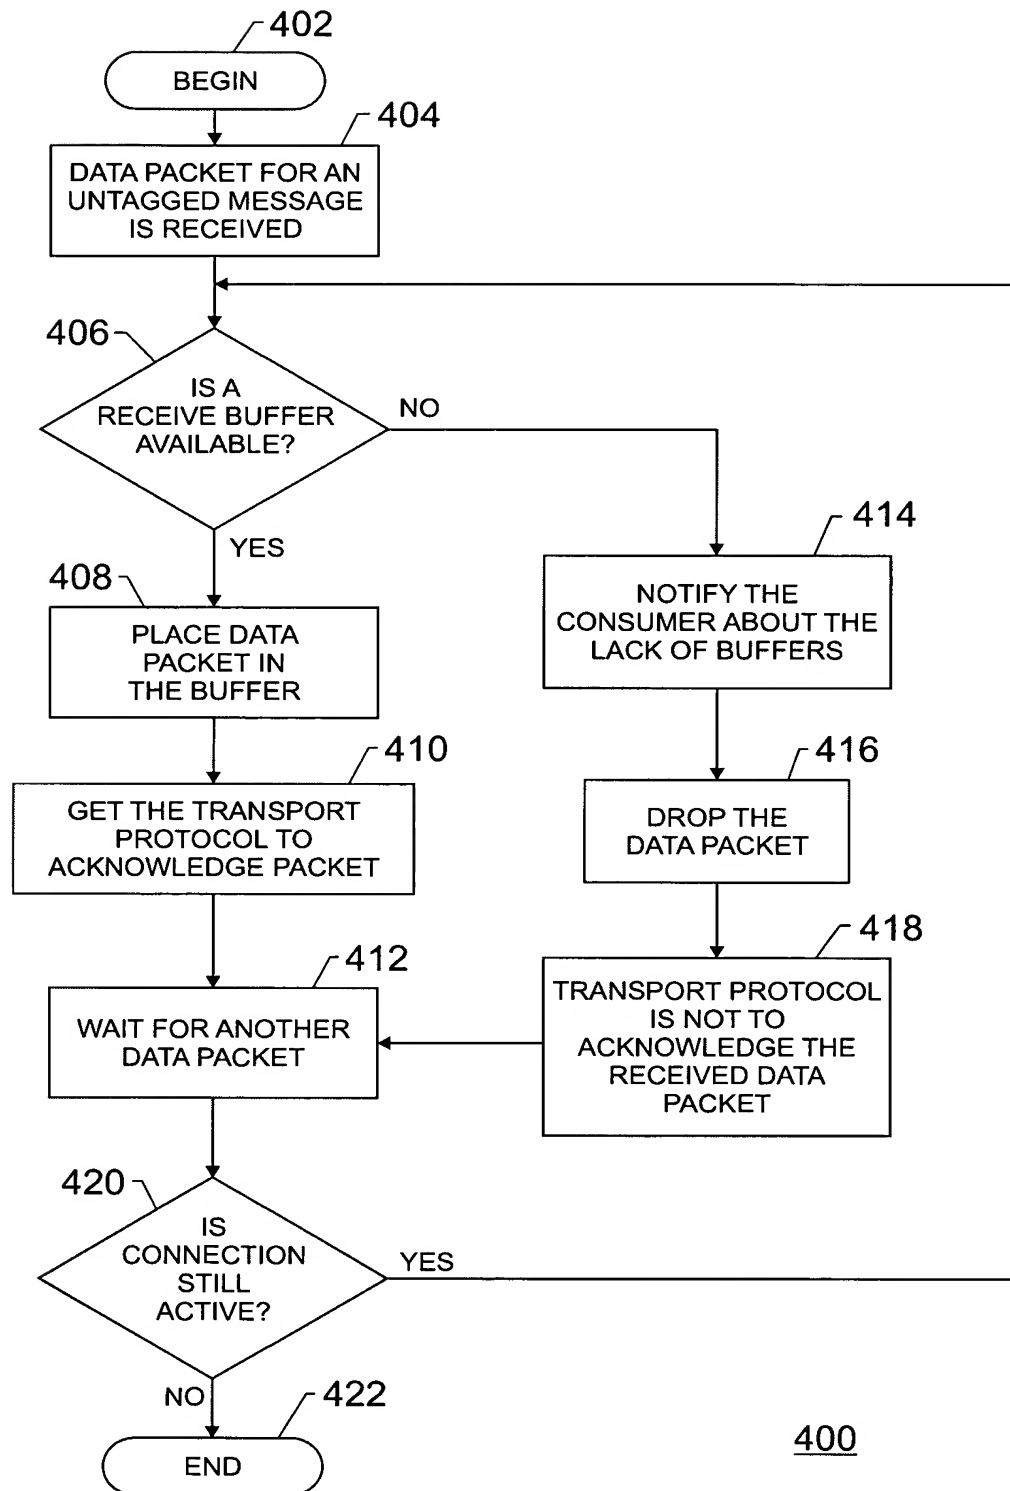 402
BEGIN
404
DATA PACKET FOR AN
UNTAGGED MESSAGE
IS RECEIVED
406
IS A
RECEIVE BUFFER
AVAILABLE?
NO
YES
408
PLACE DATA
PACKET IN
THE BUFFER
414
NOTIFY THE
CONSUMER ABOUT THE
LACK OF BUFFERS
410
GET THE TRANSPORT
PROTOCOL TO
ACKNOWLEDGE PACKET
416
DROP THE
DATA PACKET
412
WAIT FOR ANOTHER
DATA PACKET
418
TRANSPORT PROTOCOL
IS NOT TO
ACKNOWLEDGE THE
RECEIVED DATA
PACKET
420
IS
CONNECTION
STILL
ACTIVE?
YES
NO
422
END
400